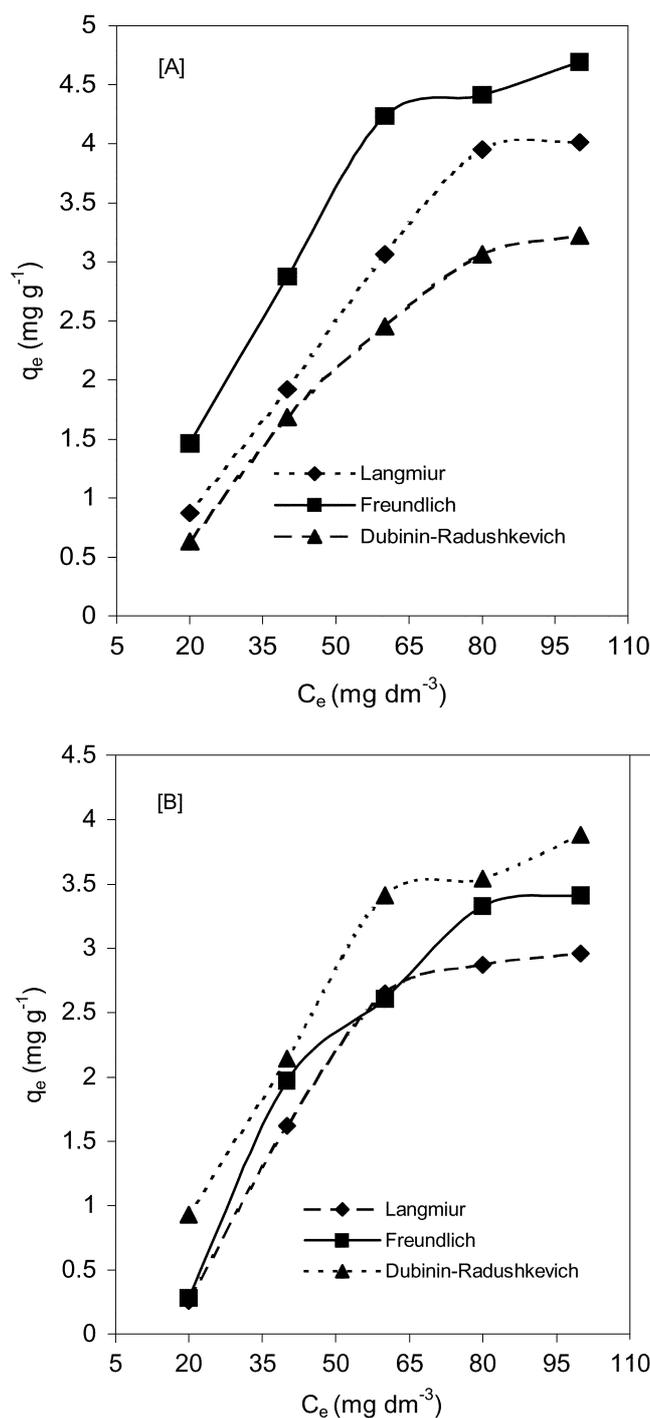 5
[A]
4.5
4
3.5
3
2.5
2
1.5
1
0.5
0
qe (mg g-1)
Langmiur
Freundlich
Dubinin-Radushkevich
5 20 35 50 65 80 95 110
Ce (mg dm-3)
4.5
[B]
4
3.5
3
2.5
2
1.5
1
0.5
0
qe (mg g-1)
Langmiur
Freundlich
Dubinin-Radushkevich
5 20 35 50 65 80 95 110
Ce (mg dm-3)